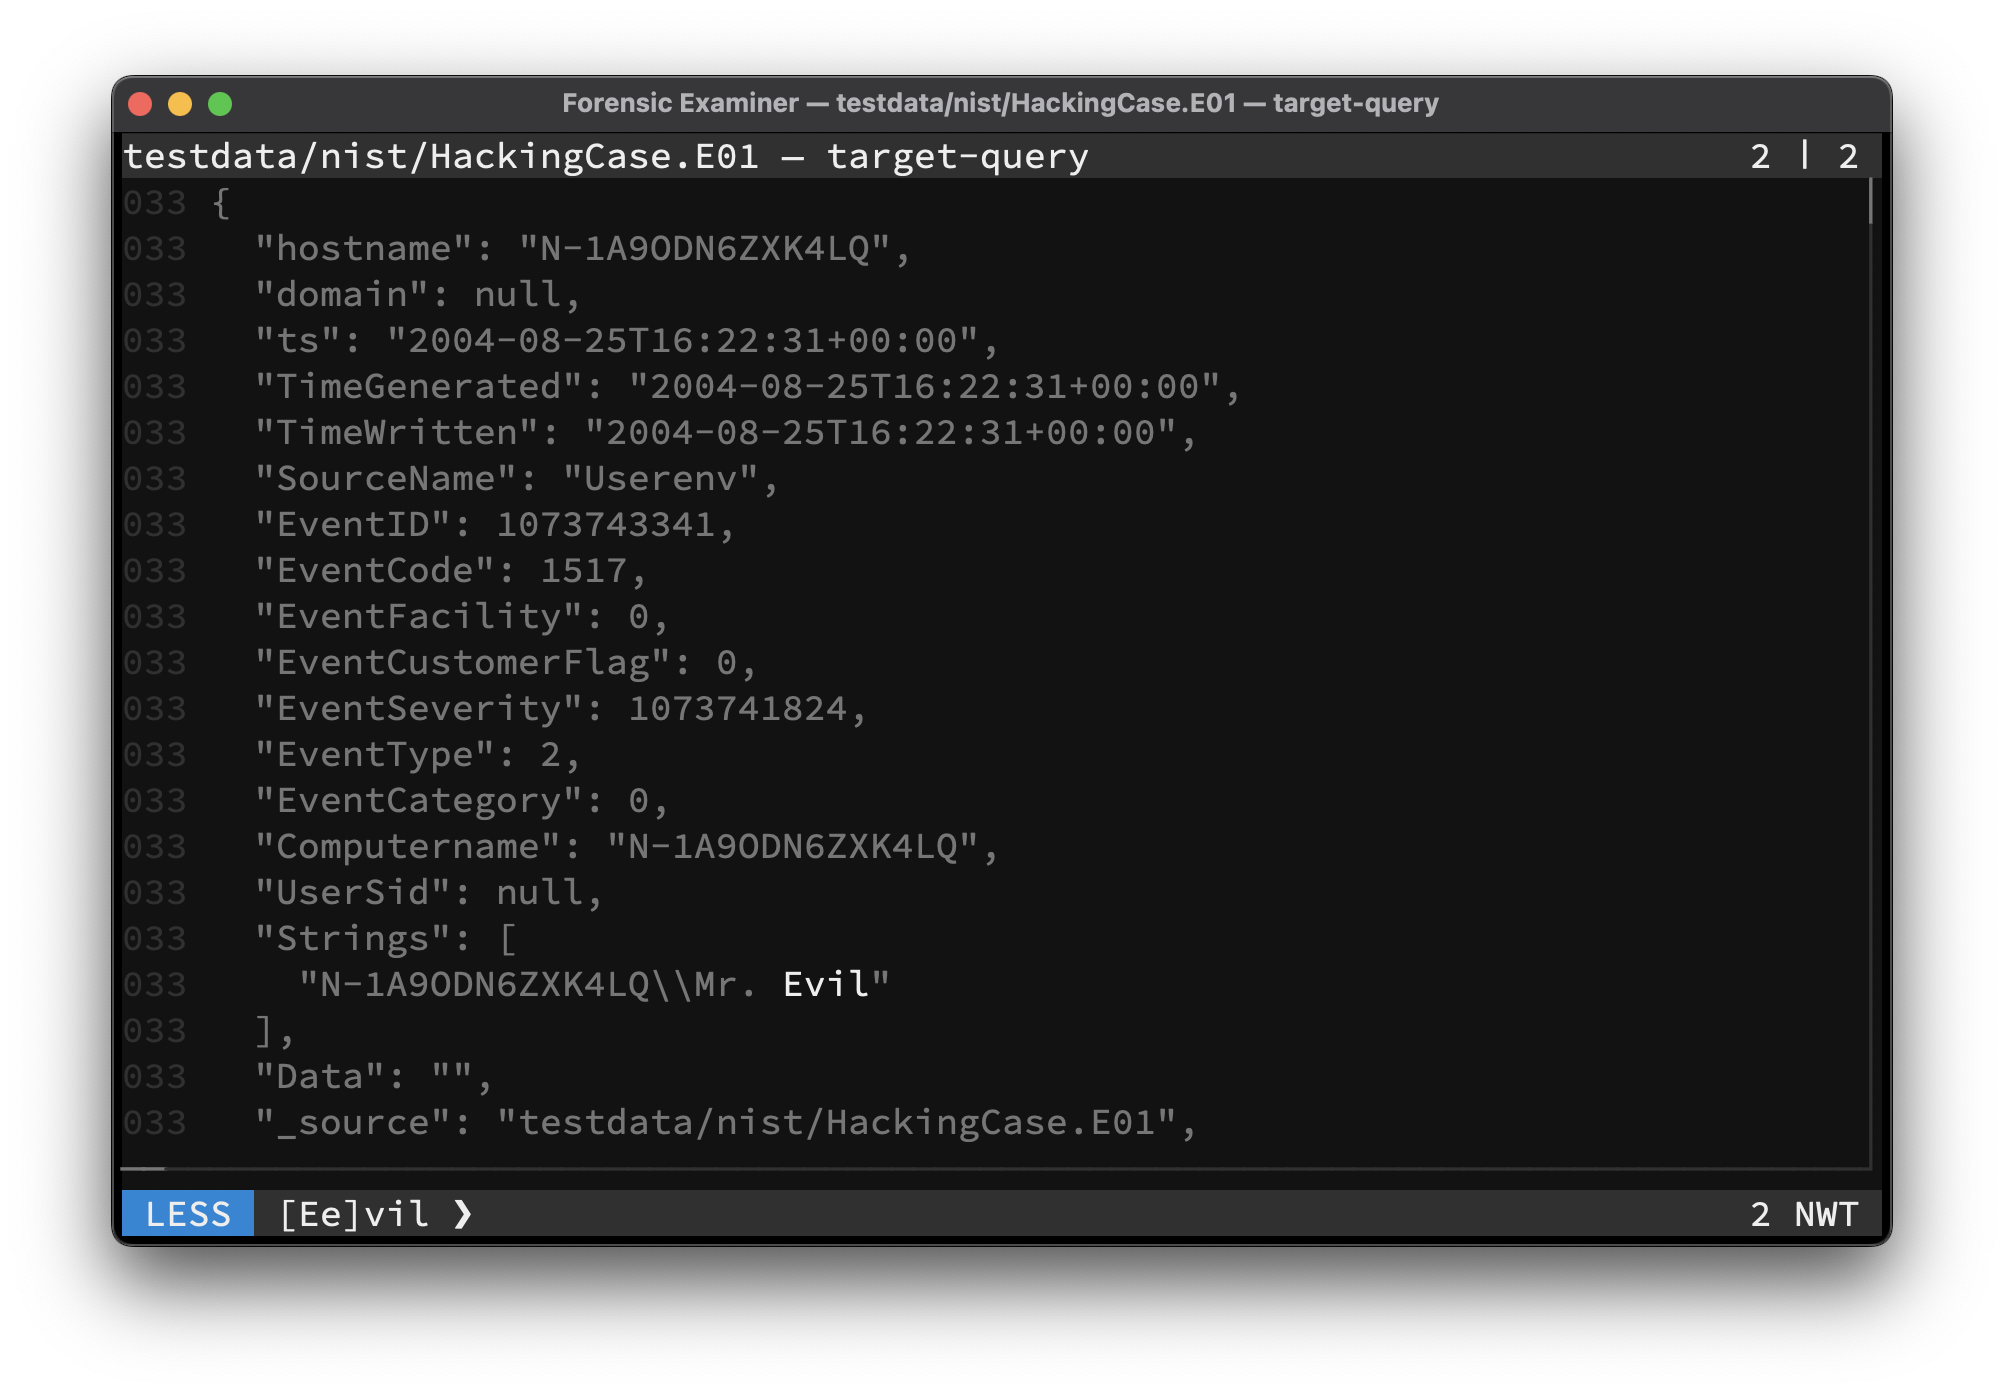 Forensic Examiner — testdata/nist/HackingCase.E01 — target-query
testdata/nist/HackingCase.E01 — target-query 2 | 2
033 {
033   "hostname": "N-1A9ODN6ZXK4LQ",
033   "domain": null,
033   "ts": "2004-08-25T16:22:31+00:00",
033   "TimeGenerated": "2004-08-25T16:22:31+00:00",
033   "TimeWritten": "2004-08-25T16:22:31+00:00",
033   "SourceName": "Userenv",
033   "EventID": 1073743341,
033   "EventCode": 1517,
033   "EventFacility": 0,
033   "EventCustomerFlag": 0,
033   "EventSeverity": 1073741824,
033   "EventType": 2,
033   "EventCategory": 0,
033   "Computername": "N-1A9ODN6ZXK4LQ",
033   "UserSid": null,
033   "Strings": [
033     "N-1A9ODN6ZXK4LQ\\Mr. Evil"
033   ],
033   "Data": "",
033   "_source": "testdata/nist/HackingCase.E01",
LESS [Ee]vil ❯ 2 NWT